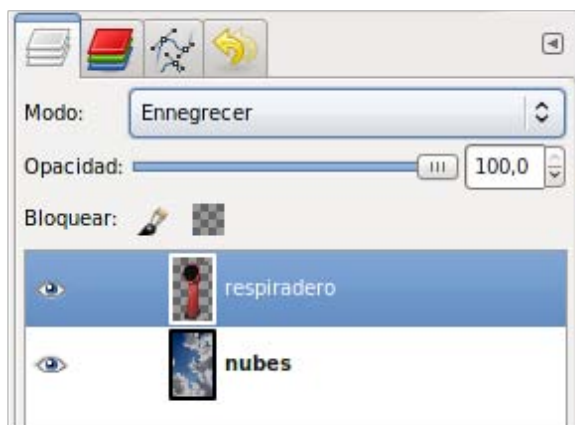 Modo: Ennegrecer
Opacidad: 100,0
Bloquear:
respiradero
nubes